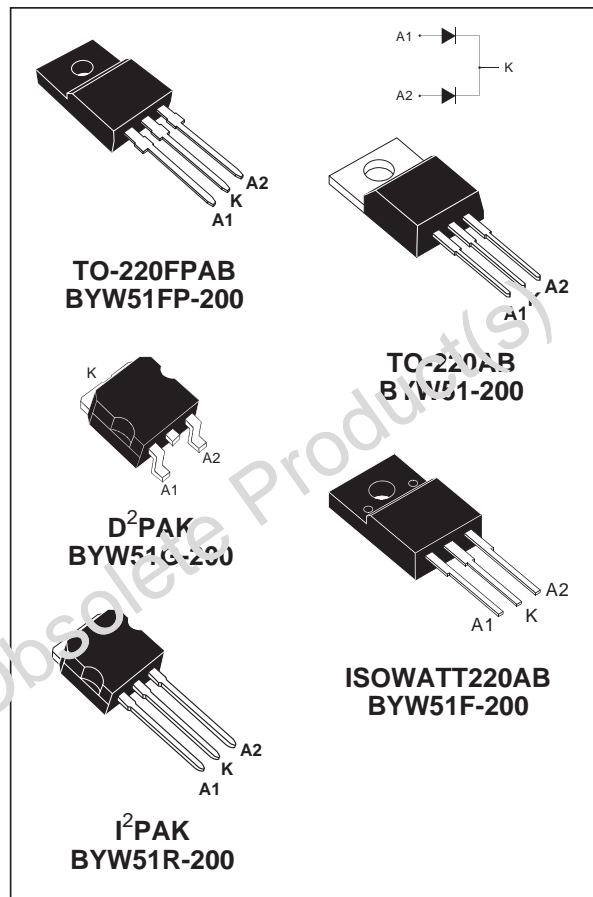 A1
K
A2
A2
K
A1
TO-220FPAB
BYW51FP-200
A2
K
A1
TO-220AB
BYW51-200
K
A2
A1
D²PAK
BYW51G-200
A2
K
A1
ISOWATT220AB
BYW51F-200
A2
K
A1
I²PAK
BYW51R-200
Obsolete Product(s)